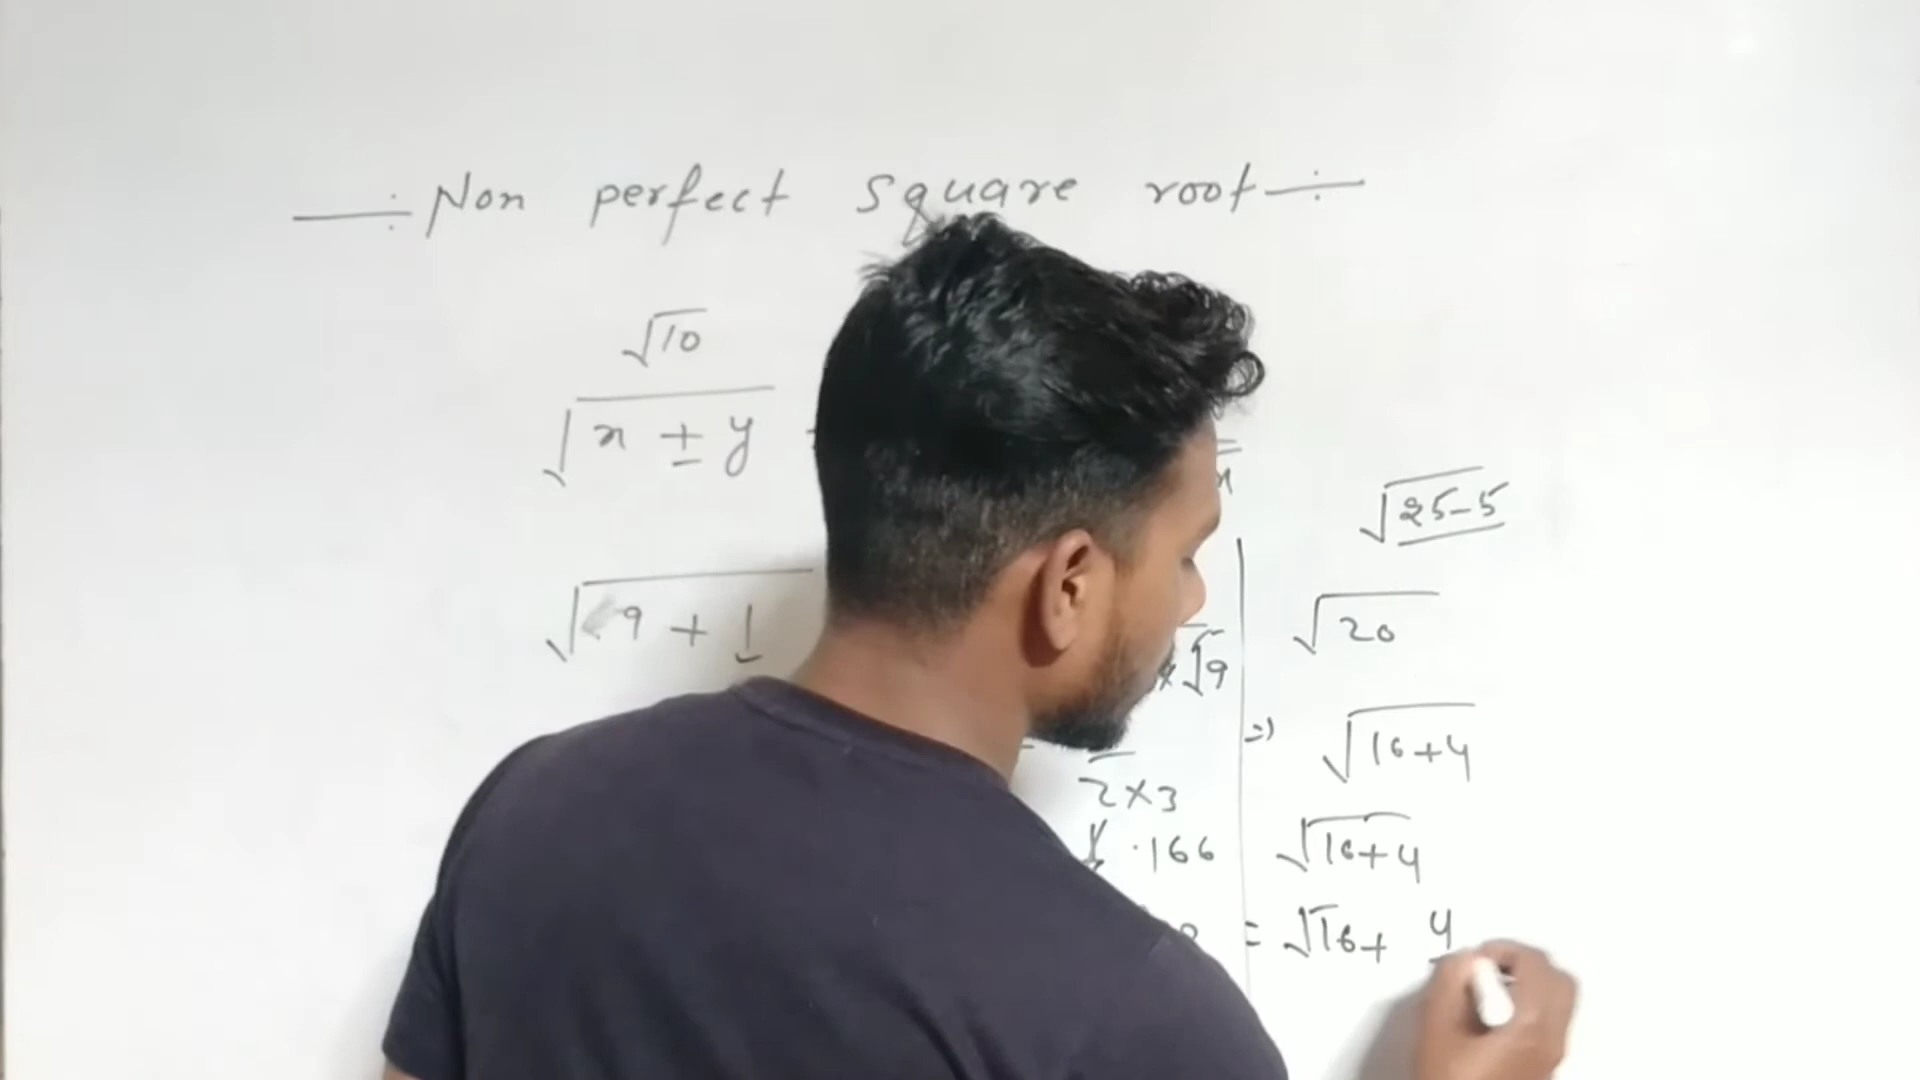 ÷ Non perfect square root ÷
√10
√x ± y
x
√25-5
√9 + 1
√20
x √9
=) √16+4
2×3
.166
√16+4
= √16 + 4